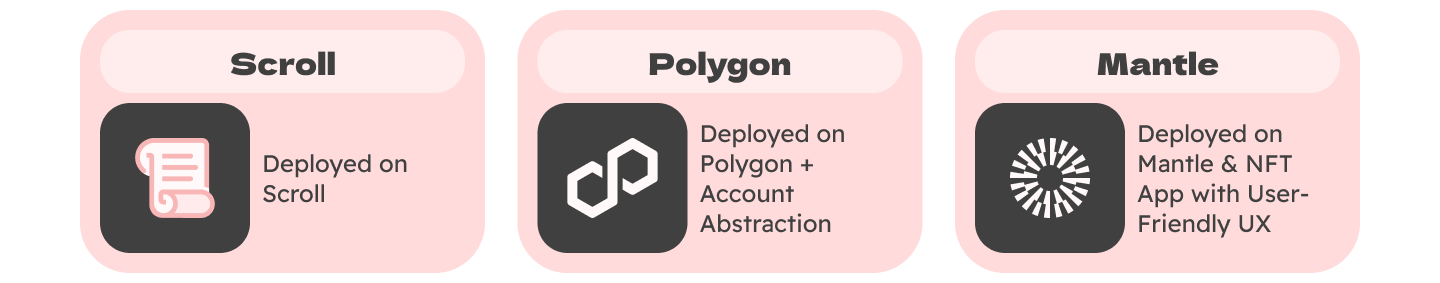 Scroll
Deployed on
Scroll
Polygon
Deployed on
Polygon +
Account
Abstraction
Mantle
Deployed on
Mantle & NFT
App with User-
Friendly UX